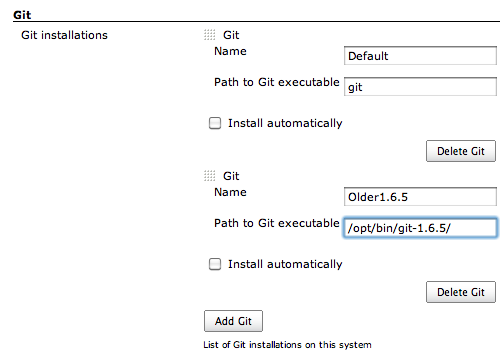 Git
Git installations
Git
Name
Default
Path to Git executable
git
Install automatically
Delete Git
Git
Name
Older1.6.5
Path to Git executable
/opt/bin/git-1.6.5/
Install automatically
Delete Git
Add Git
List of Git installations on this system